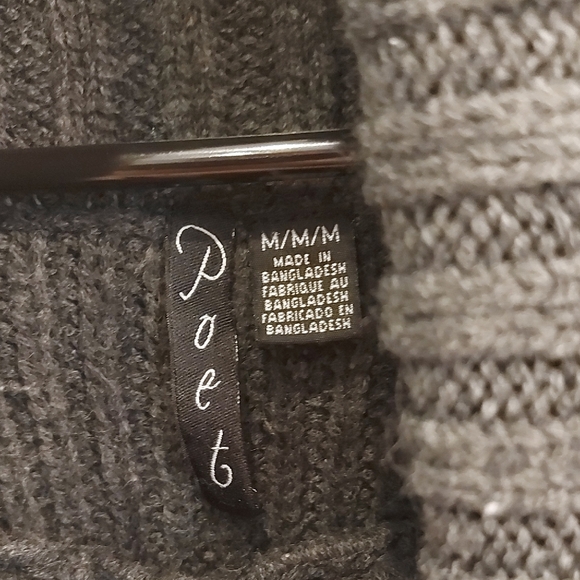 Poet
M/M/M
MADE IN
BANGLADESH
FABRIQUE AU
BANGLADESH
FABRICADO EN
BANGLADESH